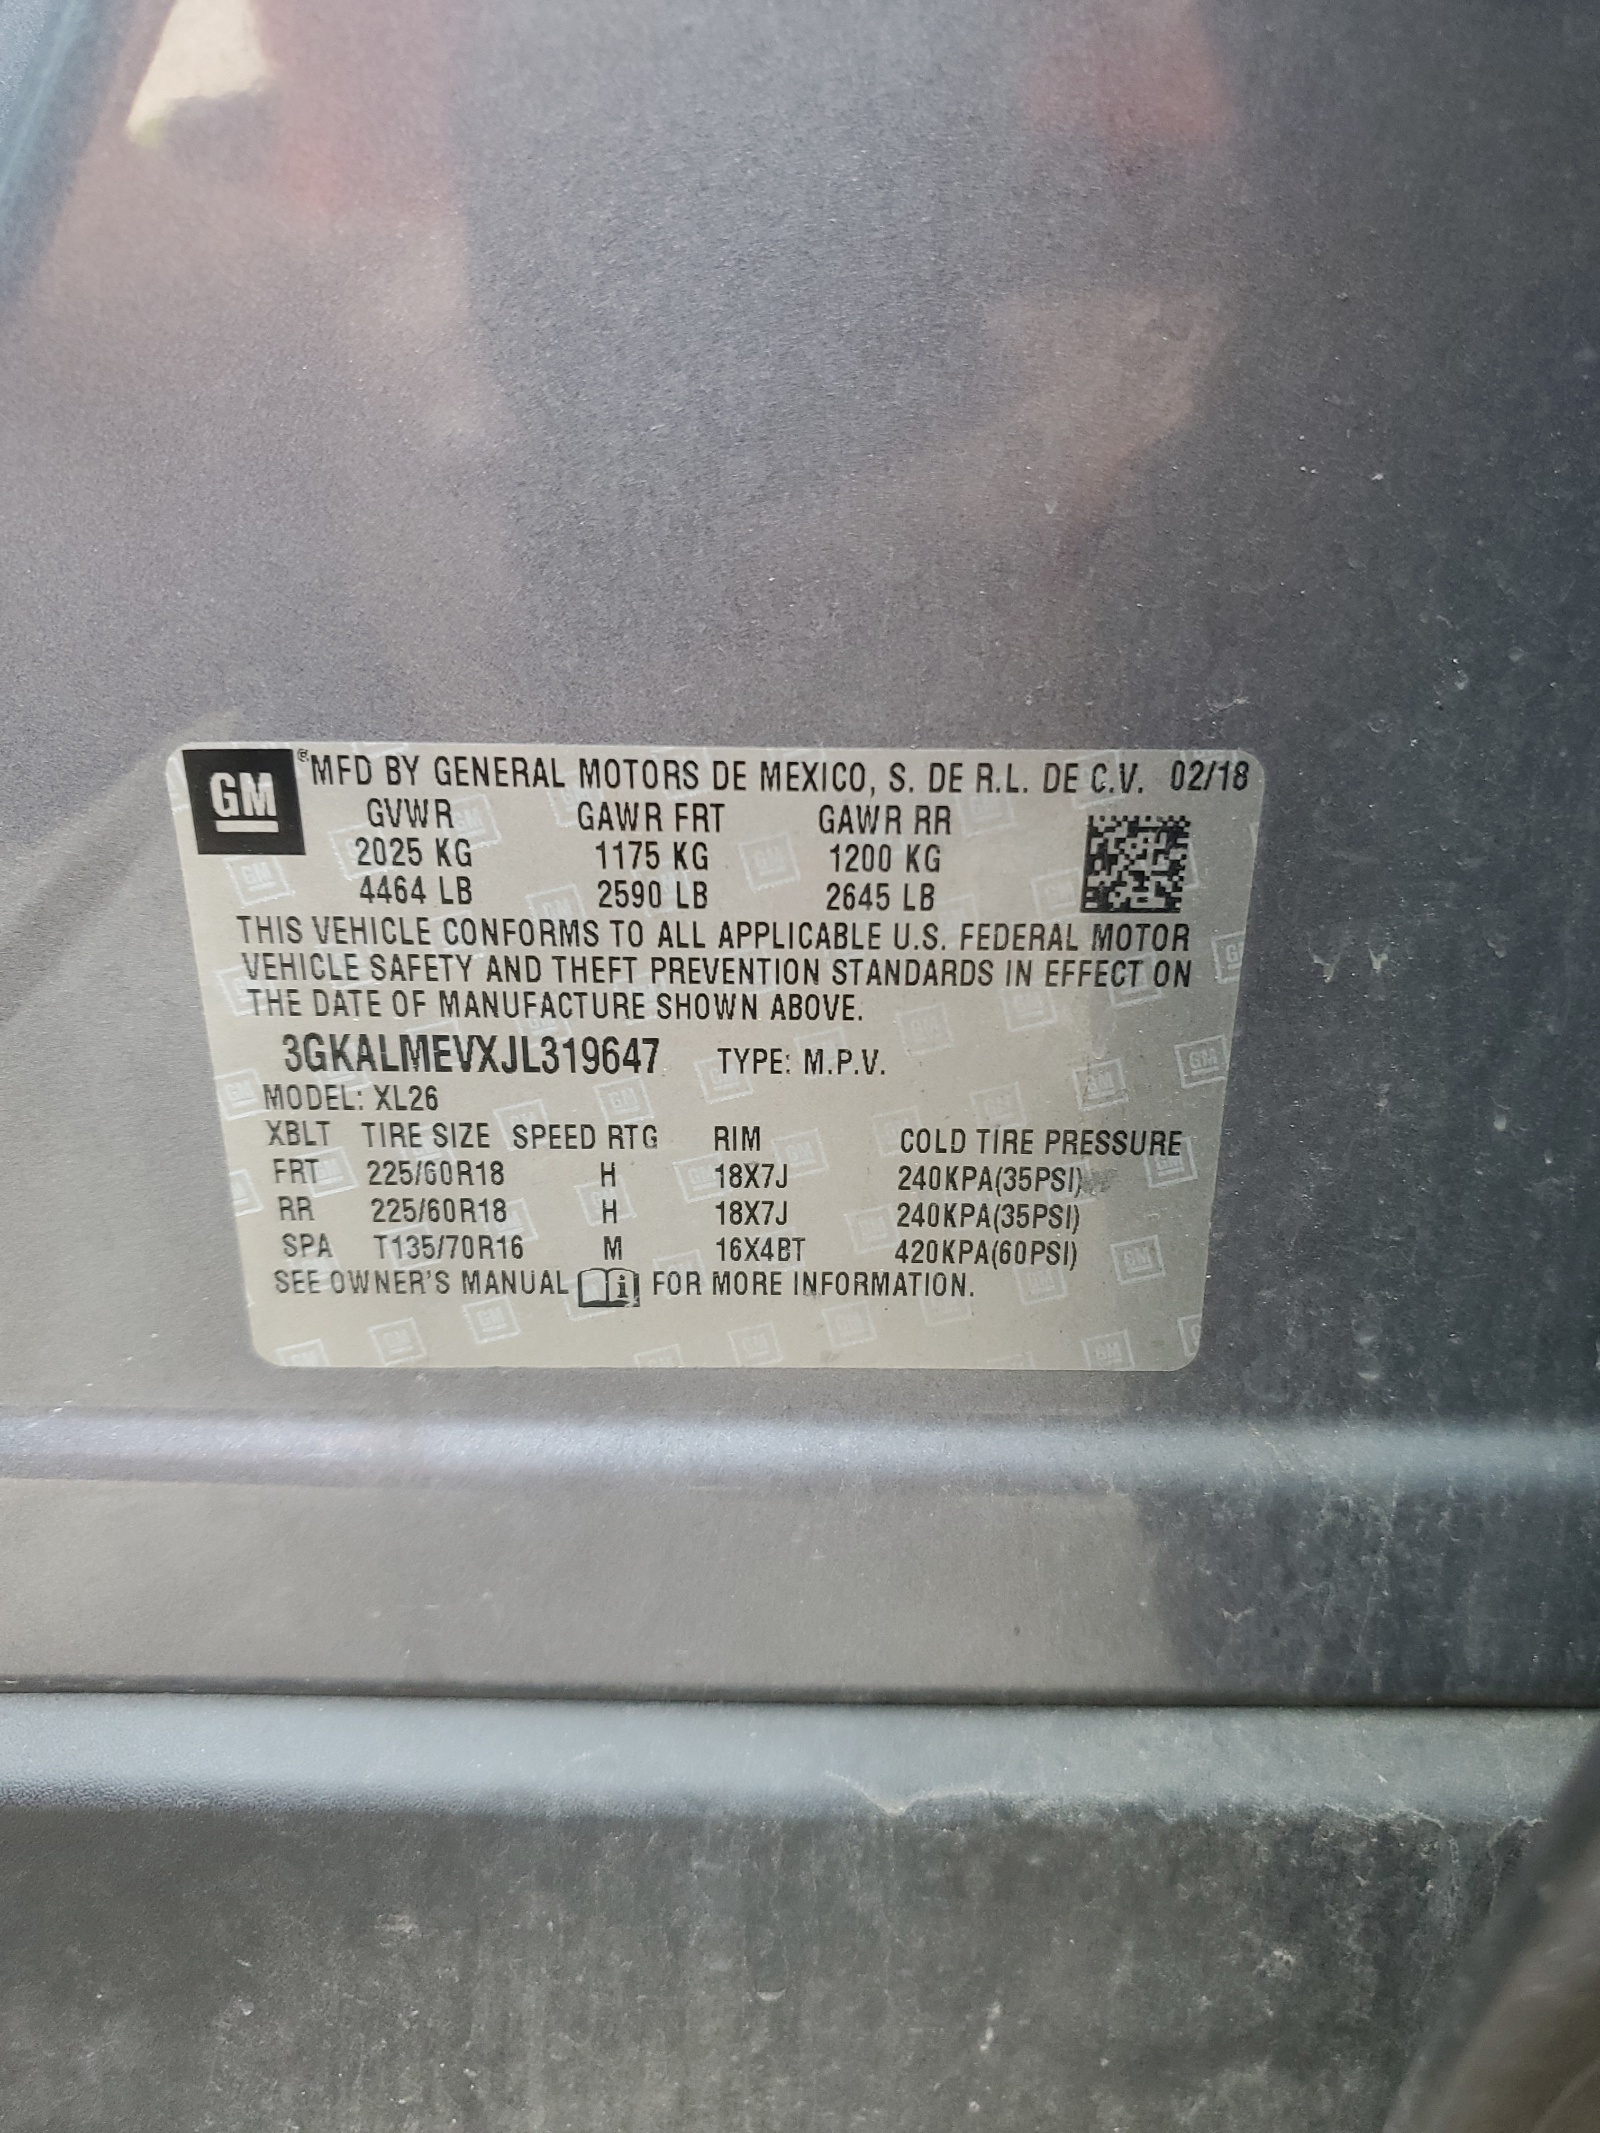 GM ® MFD BY GENERAL MOTORS DE MEXICO, S. DE R.L. DE C.V. 02/18
GVWR GAWR FRT GAWR RR
2025 KG 1175 KG 1200 KG
4464 LB 2590 LB 2645 LB
THIS VEHICLE CONFORMS TO ALL APPLICABLE U.S. FEDERAL MOTOR
VEHICLE SAFETY AND THEFT PREVENTION STANDARDS IN EFFECT ON
THE DATE OF MANUFACTURE SHOWN ABOVE.
3GKALMEVXJL319647 TYPE: M.P.V.
MODEL: XL26
XBLT TIRE SIZE SPEED RTG RIM COLD TIRE PRESSURE
FRT 225/60R18 H 18X7J 240KPA(35PSI)
RR 225/60R18 H 18X7J 240KPA(35PSI)
SPA T135/70R16 M 16X4BT 420KPA(60PSI)
SEE OWNER'S MANUAL i FOR MORE INFORMATION.